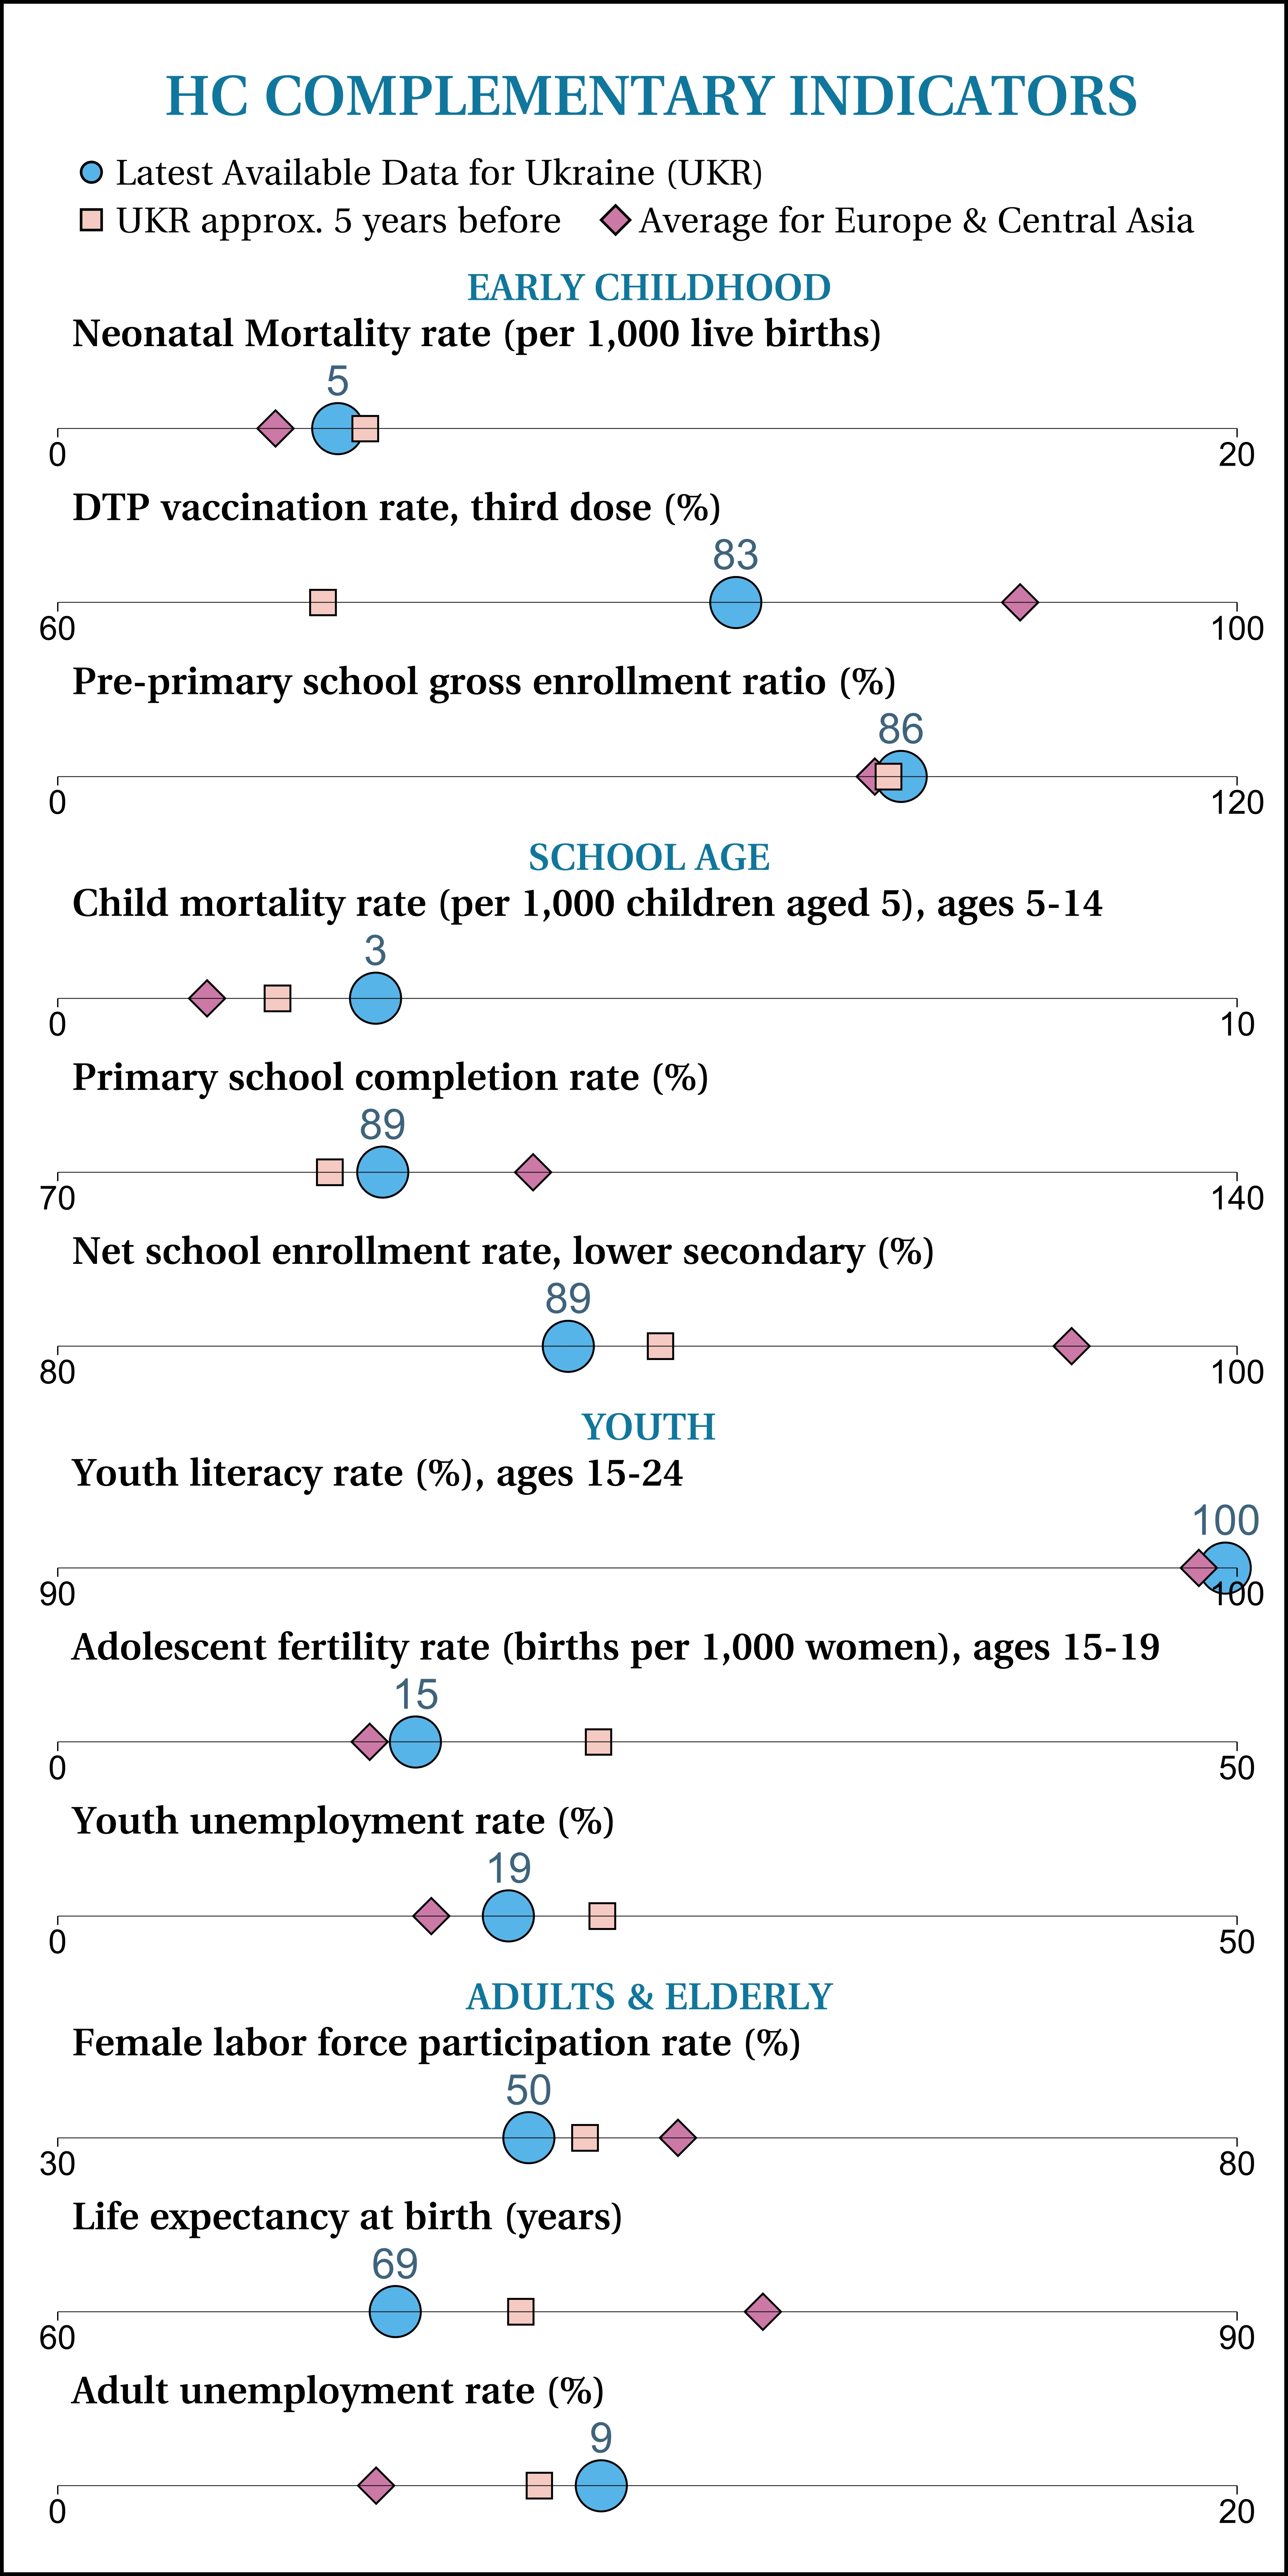 HC COMPLEMENTARY INDICATORS
Latest Available Data for Ukraine (UKR)
UKR approx. 5 years before
Average for Europe & Central Asia
EARLY CHILDHOOD
Neonatal Mortality rate (per 1,000 live births)
5
0
20
DTP vaccination rate, third dose (%)
83
60
100
Pre-primary school gross enrollment ratio (%)
86
0
120
SCHOOL AGE
Child mortality rate (per 1,000 children aged 5), ages 5-14
3
0
10
Primary school completion rate (%)
89
70
140
Net school enrollment rate, lower secondary (%)
89
80
100
YOUTH
Youth literacy rate (%), ages 15-24
100
90
100
Adolescent fertility rate (births per 1,000 women), ages 15-19
15
0
50
Youth unemployment rate (%)
19
0
50
ADULTS & ELDERLY
Female labor force participation rate (%)
50
30
80
Life expectancy at birth (years)
69
60
90
Adult unemployment rate (%)
9
0
20